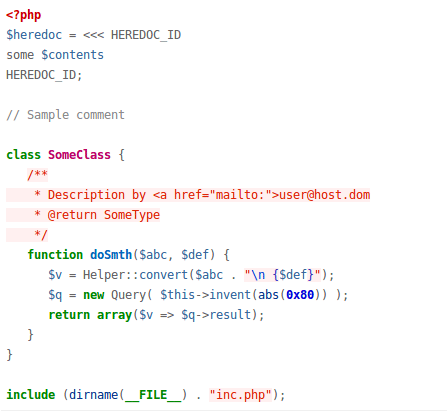 <?php
$heredoc = <<< HEREDOC_ID
some $contents
HEREDOC_ID;
// Sample comment
class SomeClass {
/**
* Description by <a href="mailto:">user@host.dom
* @return SomeType
*/
function doSmth($abc, $def) {
$v = Helper::convert($abc . "\n {$def}");
$q = new Query( $this->invent(abs(0x80)) );
return array($v => $q->result);
}
}
include (dirname(__FILE__) . "inc.php");